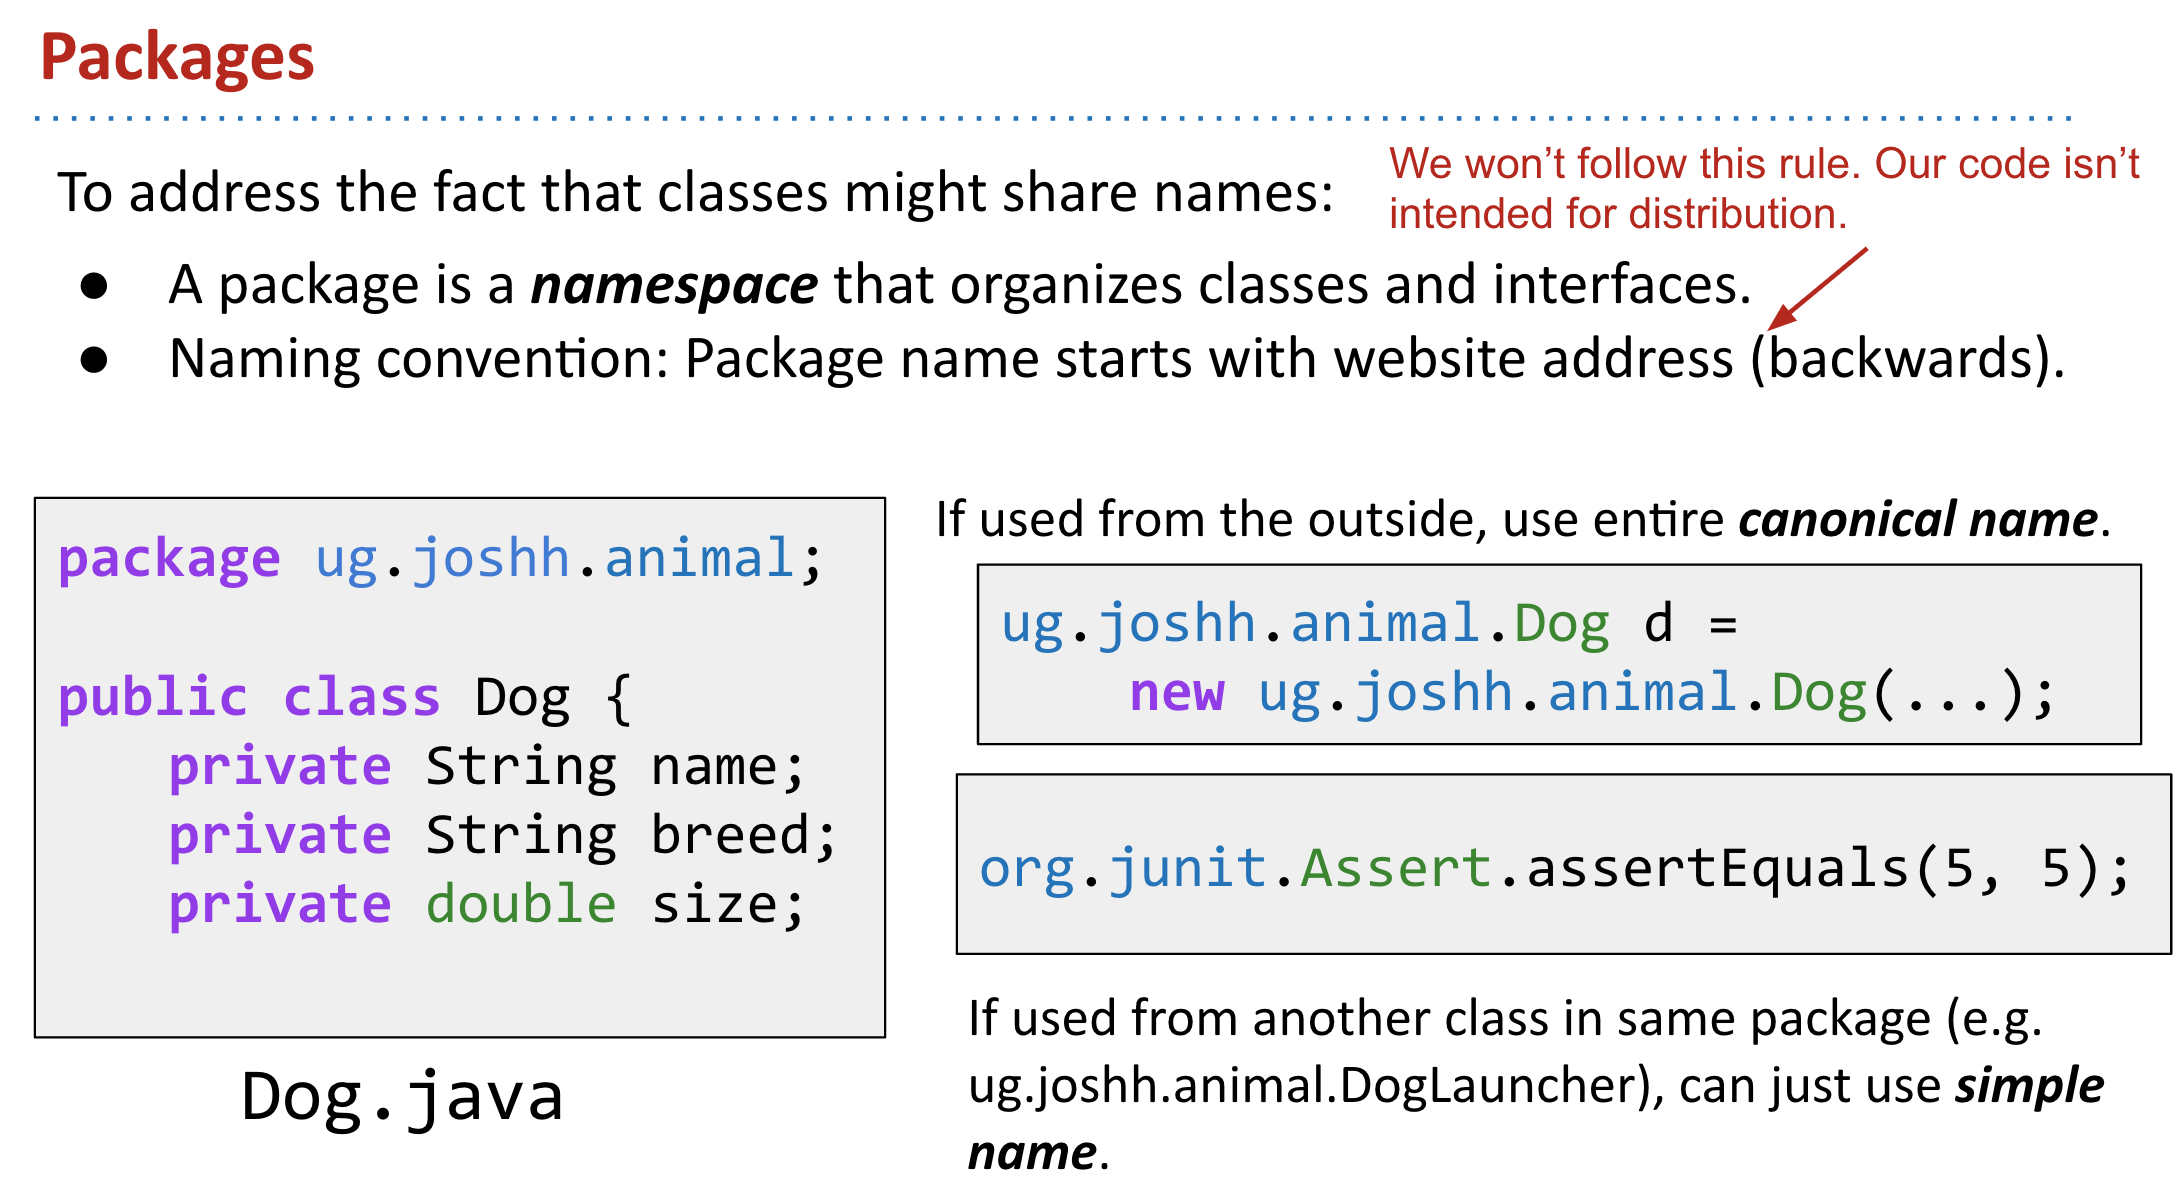 Packages
To address the fact that classes might share names:
We won’t follow this rule. Our code isn’t
intended for distribution.
● A package is a namespace that organizes classes and interfaces.
● Naming convention: Package name starts with website address (backwards).
package ug.joshh.animal;
public class Dog {
private String name;
private String breed;
private double size;
Dog.java
If used from the outside, use entire canonical name.
ug.joshh.animal.Dog d =
new ug.joshh.animal.Dog(...);
org.junit.Assert.assertEquals(5, 5);
If used from another class in same package (e.g.
ug.joshh.animal.DogLauncher), can just use simple
name.